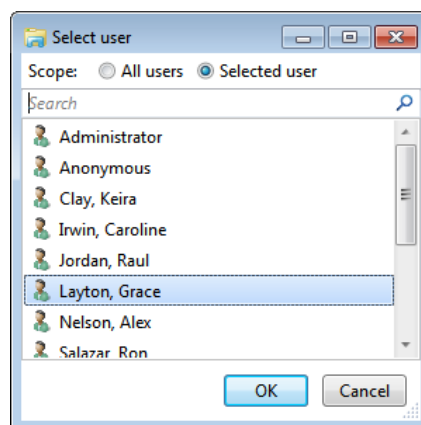 Select user
Scope: All users Selected user
Search
Administrator
Anonymous
Clay, Keira
Irwin, Caroline
Jordan, Raul
Layton, Grace
Nelson, Alex
Salazar, Ron
OK Cancel